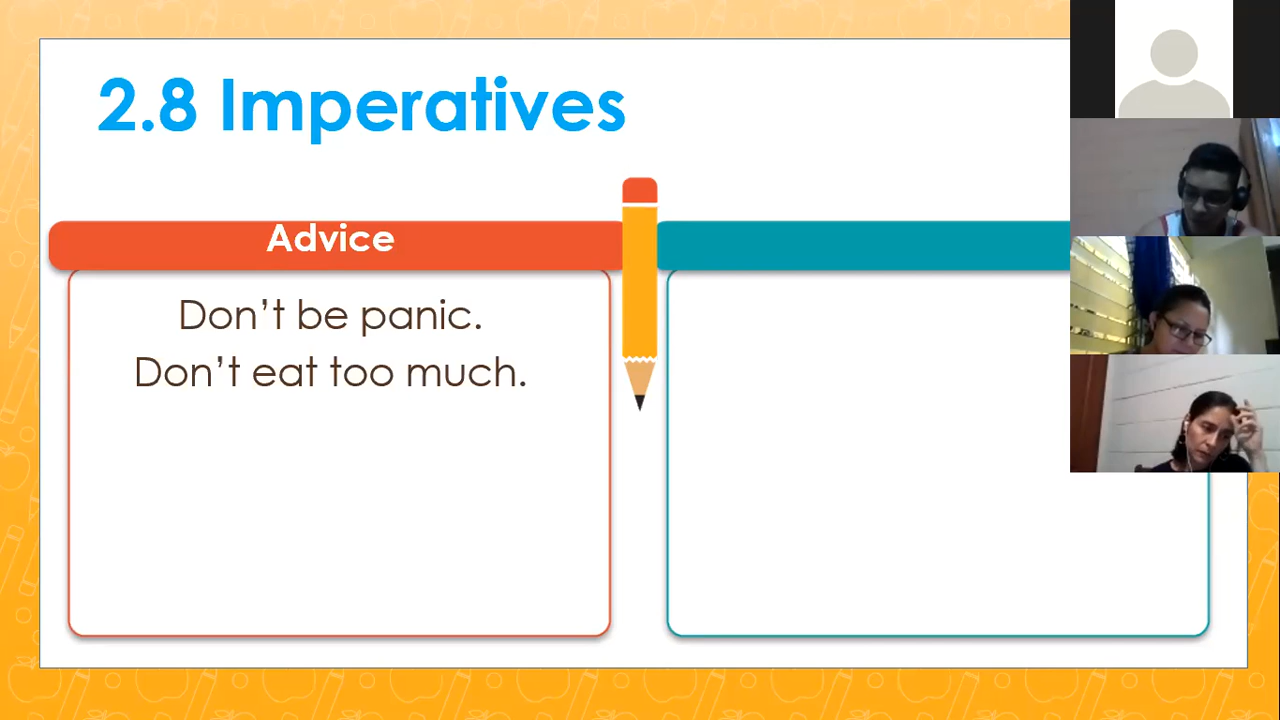 2.8 Imperatives
Advice
Don’t be panic.
Don’t eat too much.